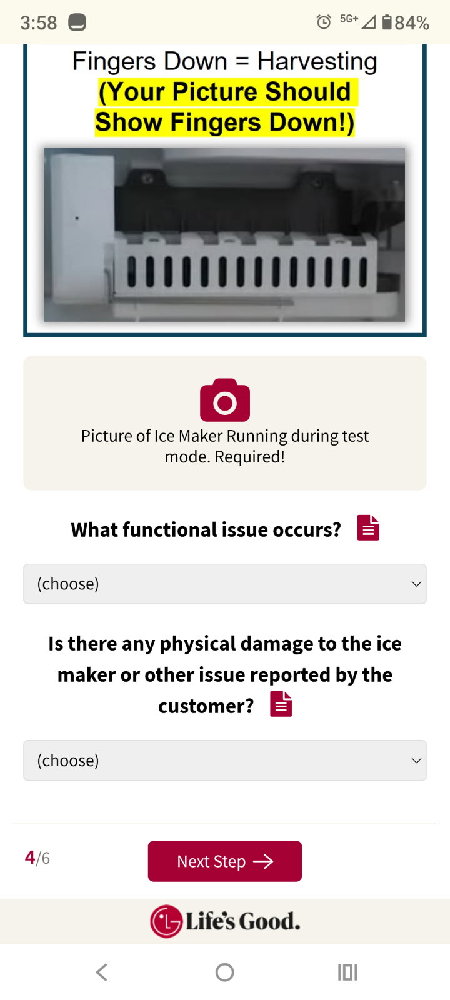 3:58
5G+
84%
Fingers Down = Harvesting
(Your Picture Should
Show Fingers Down!)
Picture of Ice Maker Running during test
mode. Required!
What functional issue occurs?
(choose)
Is there any physical damage to the ice
maker or other issue reported by the
customer?
(choose)
4/6
Next Step →
LG Life's Good.